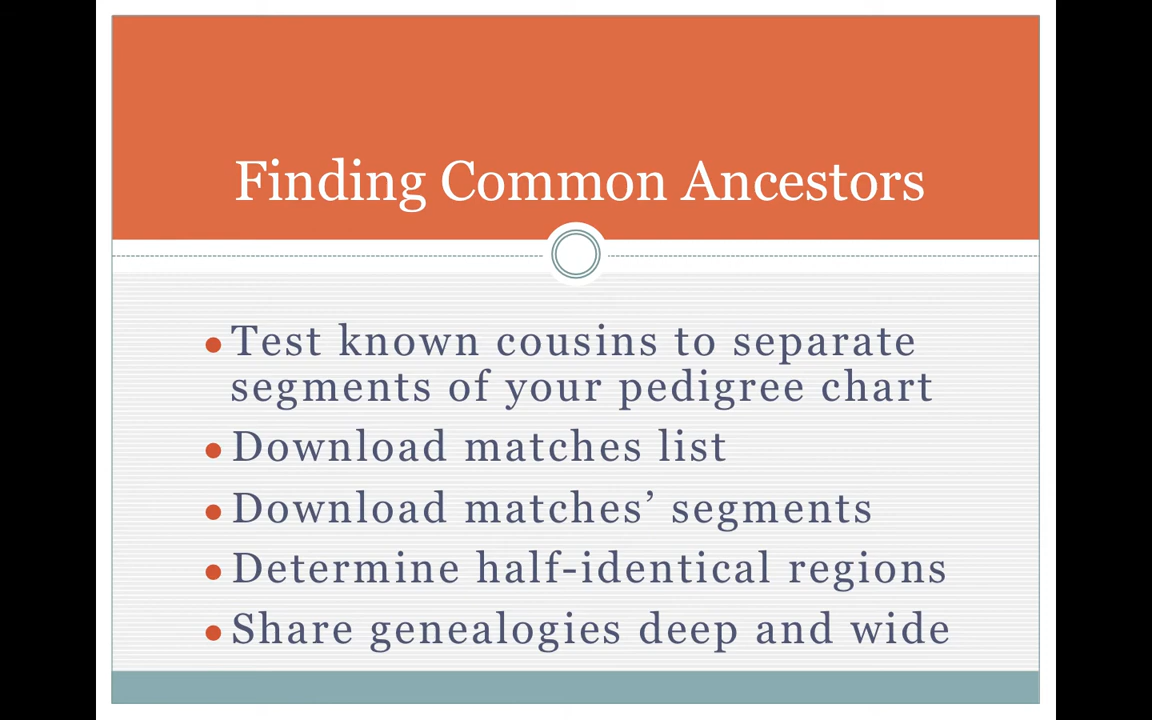 Finding Common Ancestors
• Test known cousins to separate
segments of your pedigree chart
• Download matches list
• Download matches’ segments
• Determine half-identical regions
• Share genealogies deep and wide